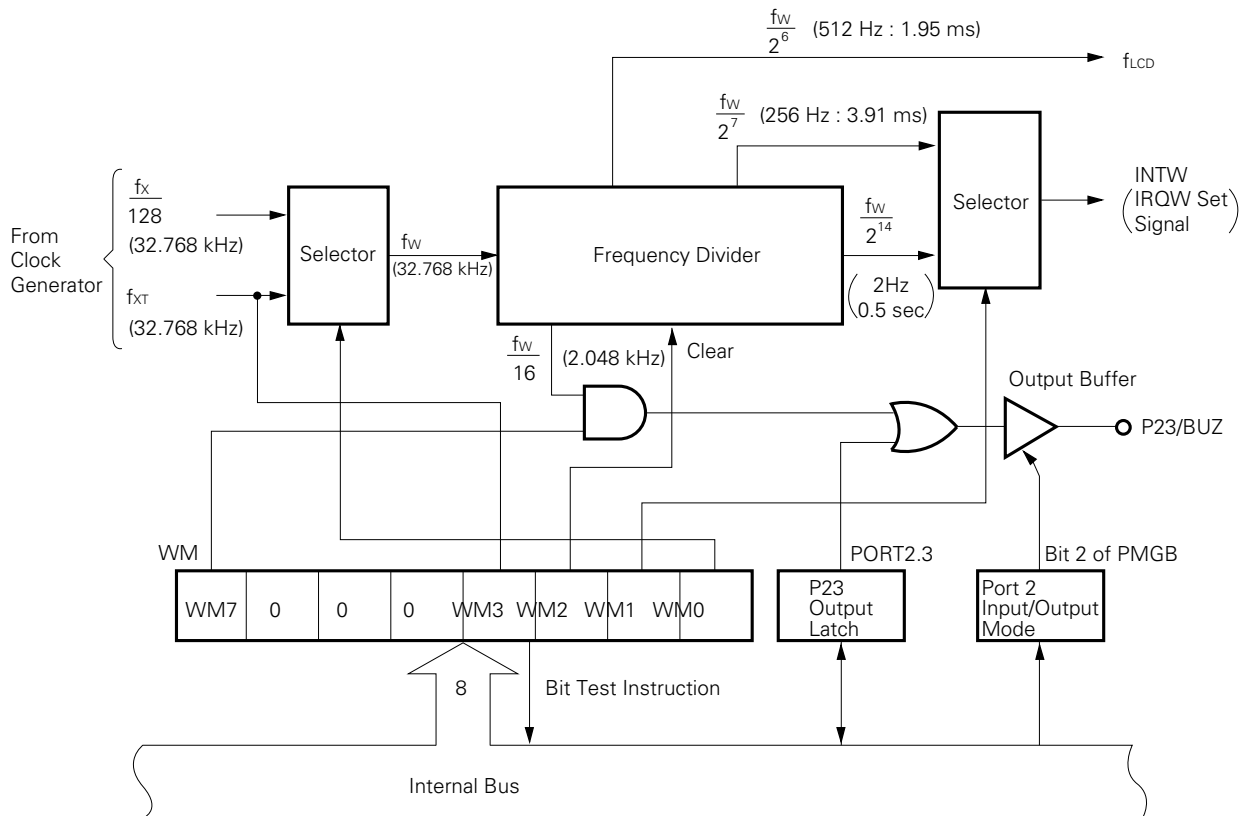 fW
2^6 (512 Hz : 1.95 ms)
fLCD
fW
2^7 (256 Hz : 3.91 ms)
From
Clock
Generator
fX
128
(32.768 kHz)
fXT
(32.768 kHz)
Selector
fW
(32.768 kHz)
Frequency Divider
fW
2^14
(2Hz
0.5 sec)
Selector
INTW
(IRQW Set)
Signal
fW
16
(2.048 kHz)
Clear
Output Buffer
P23/BUZ
WM
PORT2.3
Bit 2 of PMGB
WM7 0 0 0 WM3 WM2 WM1 WM0
P23
Output
Latch
Port 2
Input/Output
Mode
8
Bit Test Instruction
Internal Bus